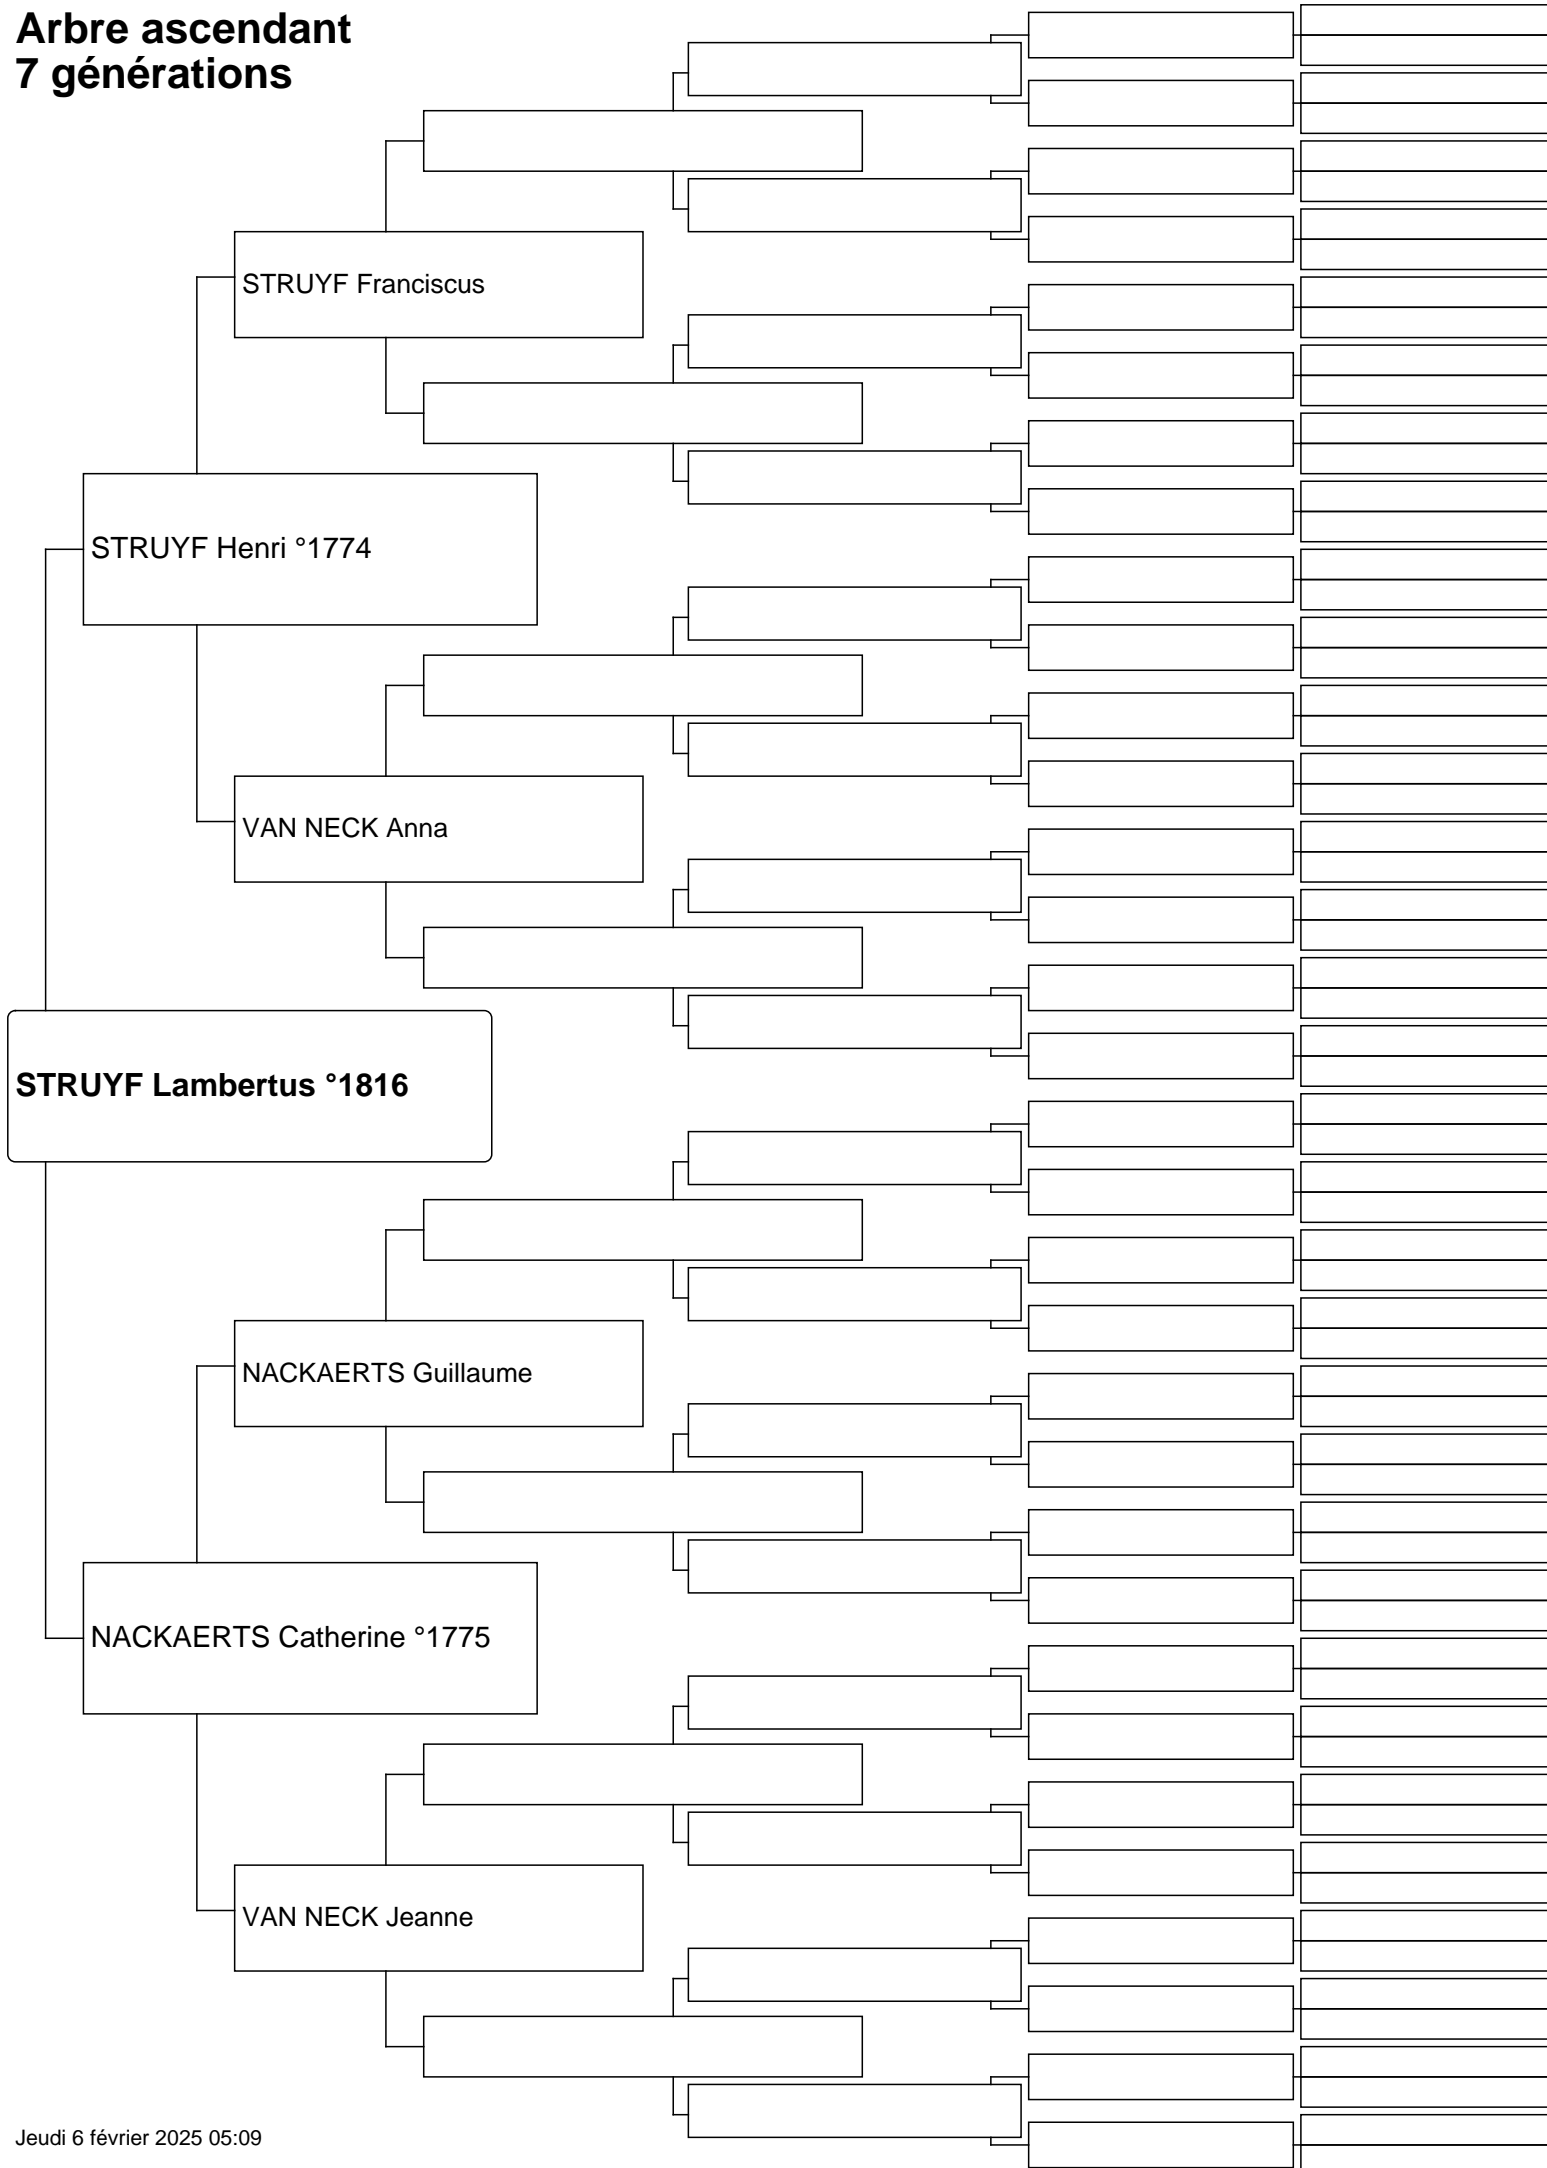 Arbre ascendant
7 générations
STRUYF Franciscus
STRUYF Henri °1774
VAN NECK Anna
STRUYF Lambertus °1816
NACKAERTS Guillaume
NACKAERTS Catherine °1775
VAN NECK Jeanne
Jeudi 6 février 2025 05:09